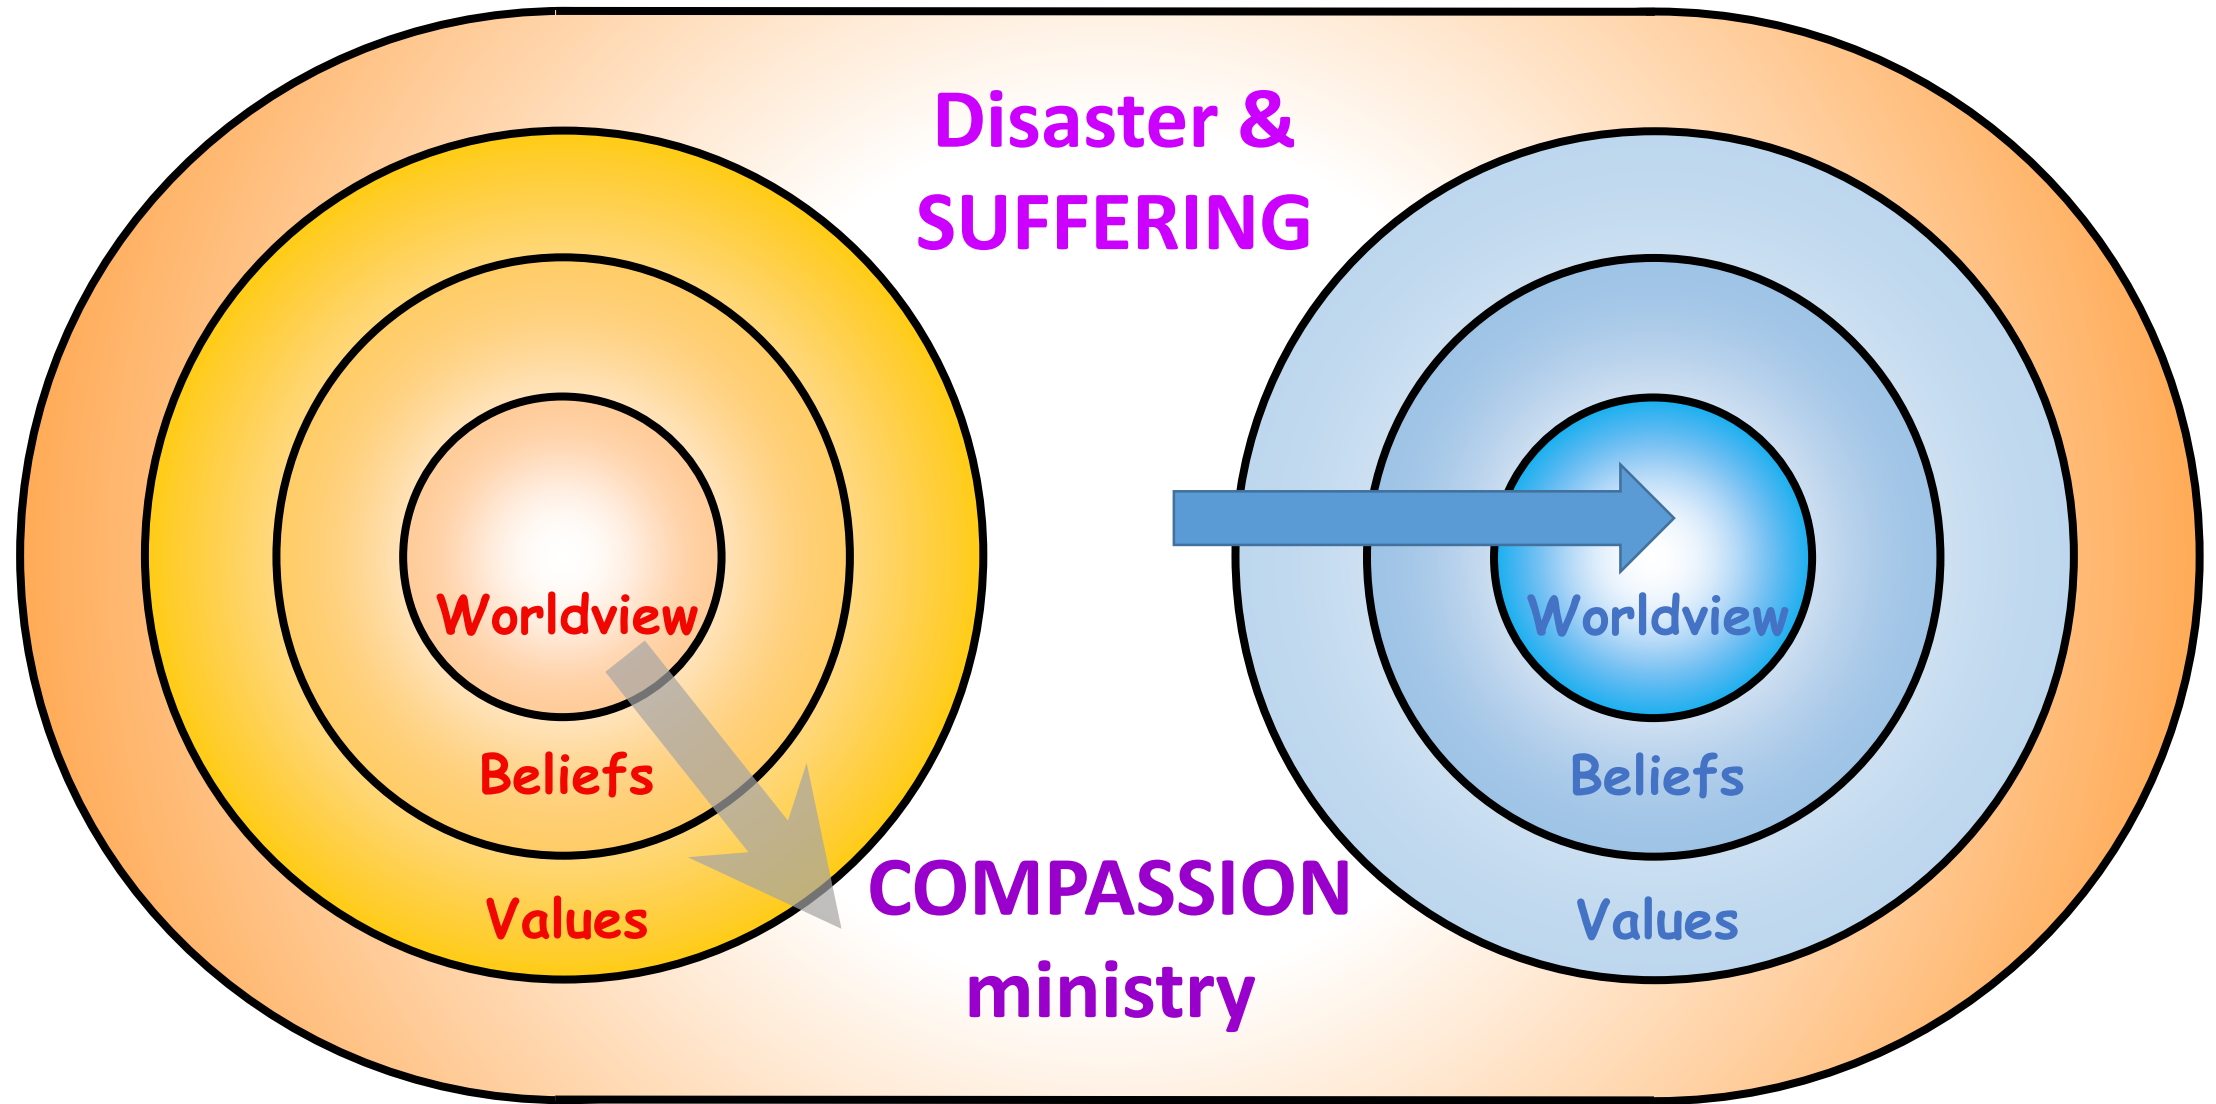 Disaster &
SUFFERING
Worldview
Beliefs
Values
Worldview
Beliefs
Values
COMPASSION
ministry